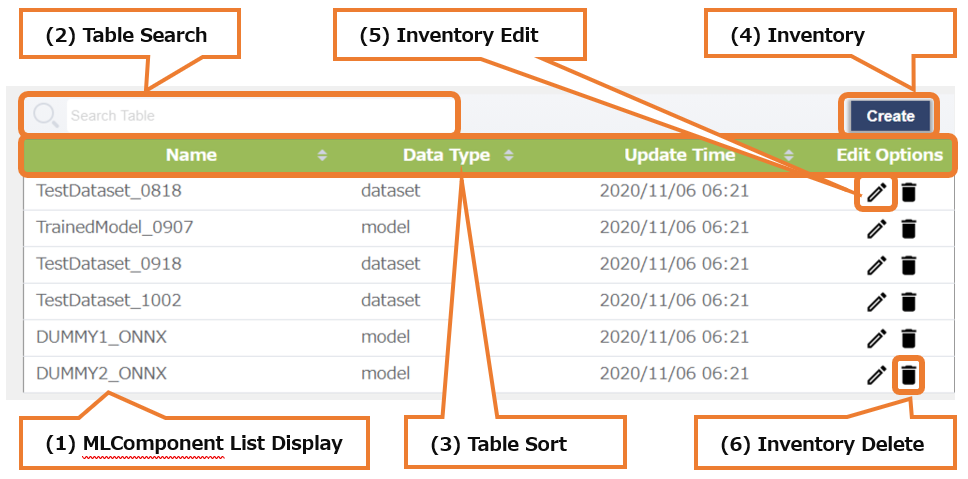 (2) Table Search
(5) Inventory Edit
(4) Inventory
Search Table
Create
Name Data Type Update Time Edit Options
TestDataset_0818 dataset 2020/11/06 06:21
TrainedModel_0907 model 2020/11/06 06:21
TestDataset_0918 dataset 2020/11/06 06:21
TestDataset_1002 dataset 2020/11/06 06:21
DUMMY1_ONNX model 2020/11/06 06:21
DUMMY2_ONNX model 2020/11/06 06:21
(1) MLComponent List Display
(3) Table Sort
(6) Inventory Delete